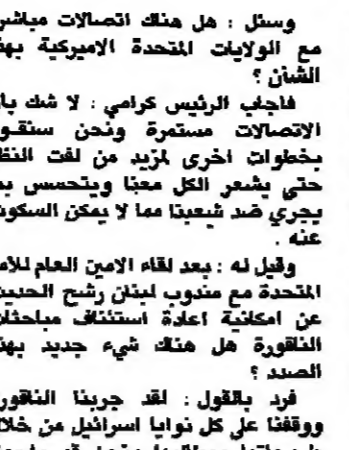 وسئل : هل هناك اتصالات مباشر
مع الولايات المتحدة الاميركية بهذ
الشأن ؟
فاجاب الرئيس كرامي : لا شك بأن
الاتصالات مستمرة ونحن سنقو
بخطوات اخرى لمزيد من لفت النظ
حتى يشعر الكل معنا ويتحسس بم
يجري ضد شعبنا مما لا يمكن السكوت
عنه .
وقيل له : بعد لقاء الامين العام للأم
المتحدة مع مندوب لبنان رشح الحديث
عن امكانية اعادة استئناف مباحثات
الناقورة هل هناك شيء جديد بهذ
الصدد ؟
فرد بالقول : لقد جربنا الناقور
ووقفنا على كل نوايا اسرائيل من خلال